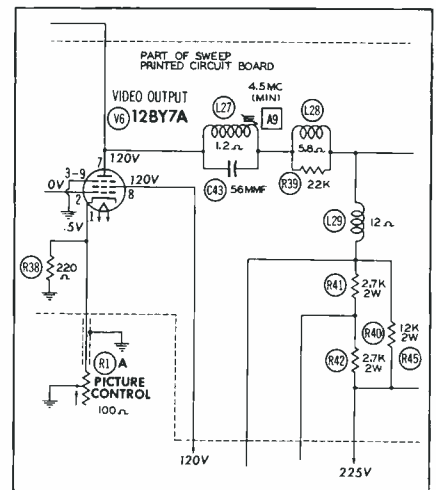 PART OF SWEEP
PRINTED CIRCUIT BOARD
VIDEO OUTPUT
V6 12BY7A
4.5MC
(MIN)
L27
A9
L28
1.2Ω
5.8Ω
C43 56MMF
R39 22K
7 120V
3-9
120V
0V
2
8
1
.5V
L29 12Ω
R38 220
Ω
R41 2.7K
2W
R40 12K
2W
R45
R42 2.7K
2W
R1 A
PICTURE
CONTROL
100Ω
120V
225V